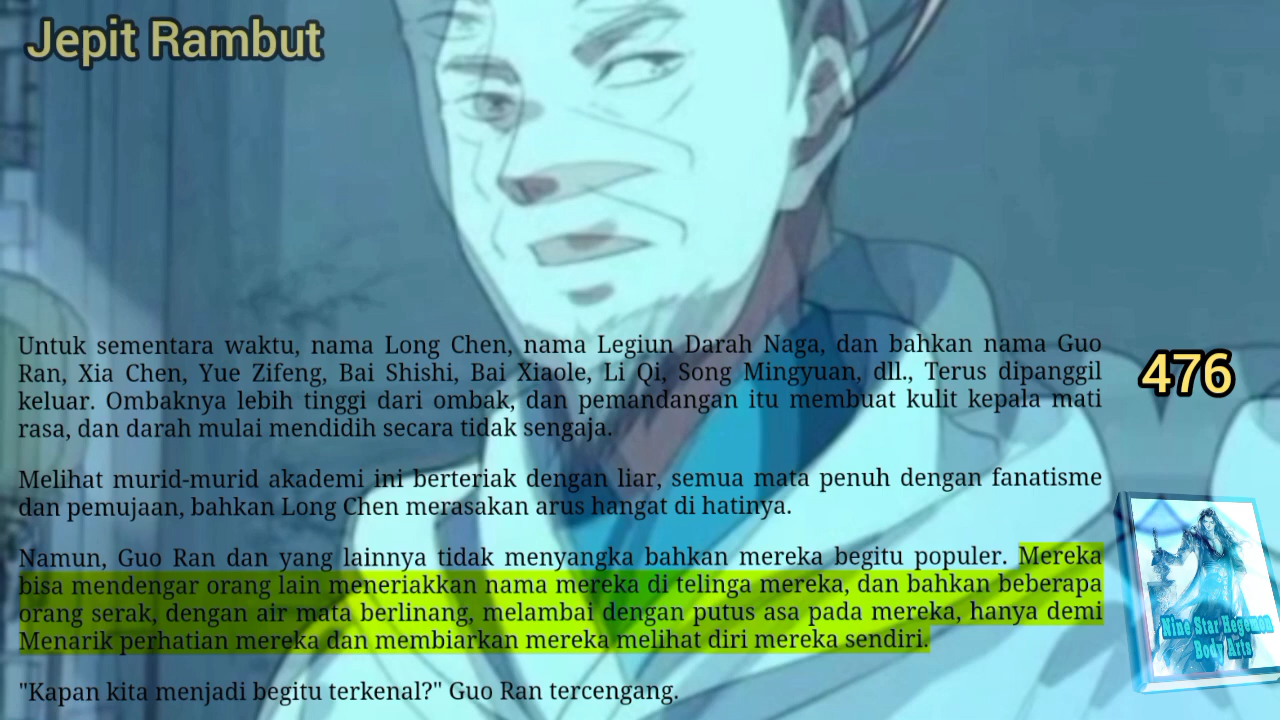 Jepit Rambut
Untuk sementara waktu, nama Long Chen, nama Legiun Darah Naga, dan bahkan nama Guo
Ran, Xia Chen, Yue Zifeng, Bai Shishi, Bai Xiaole, Li Qi, Song Mingyuan, dll., Terus dipanggil
keluar. Ombaknya lebih tinggi dari ombak, dan pemandangan itu membuat kulit kepala mati
rasa, dan darah mulai mendidih secara tidak sengaja.
Melihat murid-murid akademi ini berteriak dengan liar, semua mata penuh dengan fanatisme
dan pemujaan, bahkan Long Chen merasakan arus hangat di hatinya.
Namun, Guo Ran dan yang lainnya tidak menyangka bahkan mereka begitu populer. Mereka
bisa mendengar orang lain meneriakkan nama mereka di telinga mereka, dan bahkan beberapa
orang serak, dengan air mata berlinang, melambai dengan putus asa pada mereka, hanya demi
Menarik perhatian mereka dan membiarkan mereka melihat diri mereka sendiri.
"Kapan kita menjadi begitu terkenal?" Guo Ran tercengang.
476
Nine Star Hegemon
Body Arts